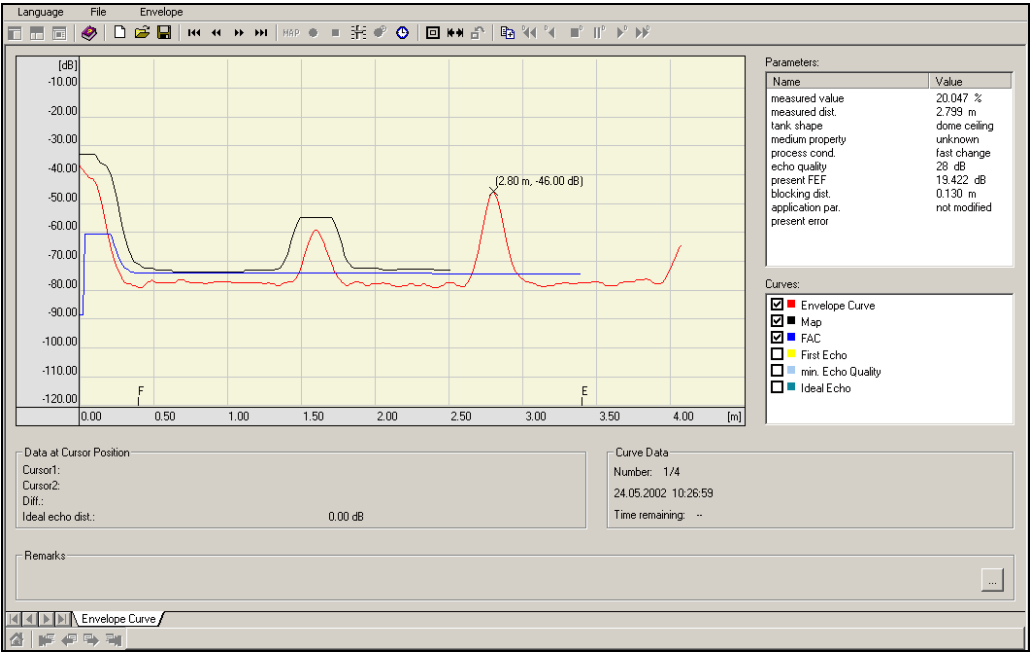 Language File Envelope
MAP
[dB]
-10.00
-20.00
-30.00
-40.00
-50.00
-60.00
-70.00
-80.00
-90.00
-100.00
-110.00
-120.00
(2.80 m, -46.00 dB)
F
E
0.00 0.50 1.00 1.50 2.00 2.50 3.00 3.50 4.00 [m]
Parameters:
Name Value
measured value 20.047 %
measured dist. 2.799 m
tank shape dome ceiling
medium property unknown
process cond. fast change
echo quality 28 dB
present FEF 19.422 dB
blocking dist. 0.130 m
application par. not modified
present error
Curves:
Envelope Curve
Map
FAC
First Echo
min. Echo Quality
Ideal Echo
Data at Cursor Position
Cursor1:
Cursor2:
Diff.:
Ideal echo dist.: 0.00 dB
Curve Data
Number: 1/4
24.05.2002 10:26:59
Time remaining: --
Remarks
...
Envelope Curve